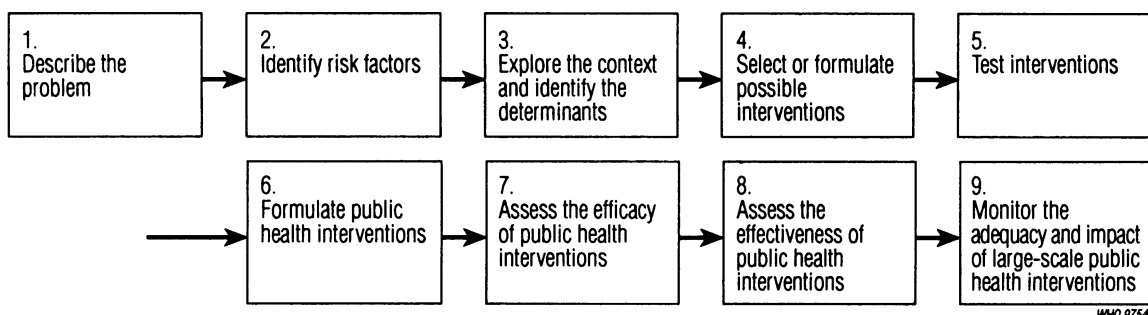 1.
Describe the
problem
2.
Identify risk factors
3.
Explore the context
and identify the
determinants
4.
Select or formulate
possible
interventions
5.
Test interventions
6.
Formulate public
health interventions
7.
Assess the efficacy
of public health
interventions
8.
Assess the
effectiveness of
public health
interventions
9.
Monitor the
adequacy and impact
of large-scale public
health interventions
WHO